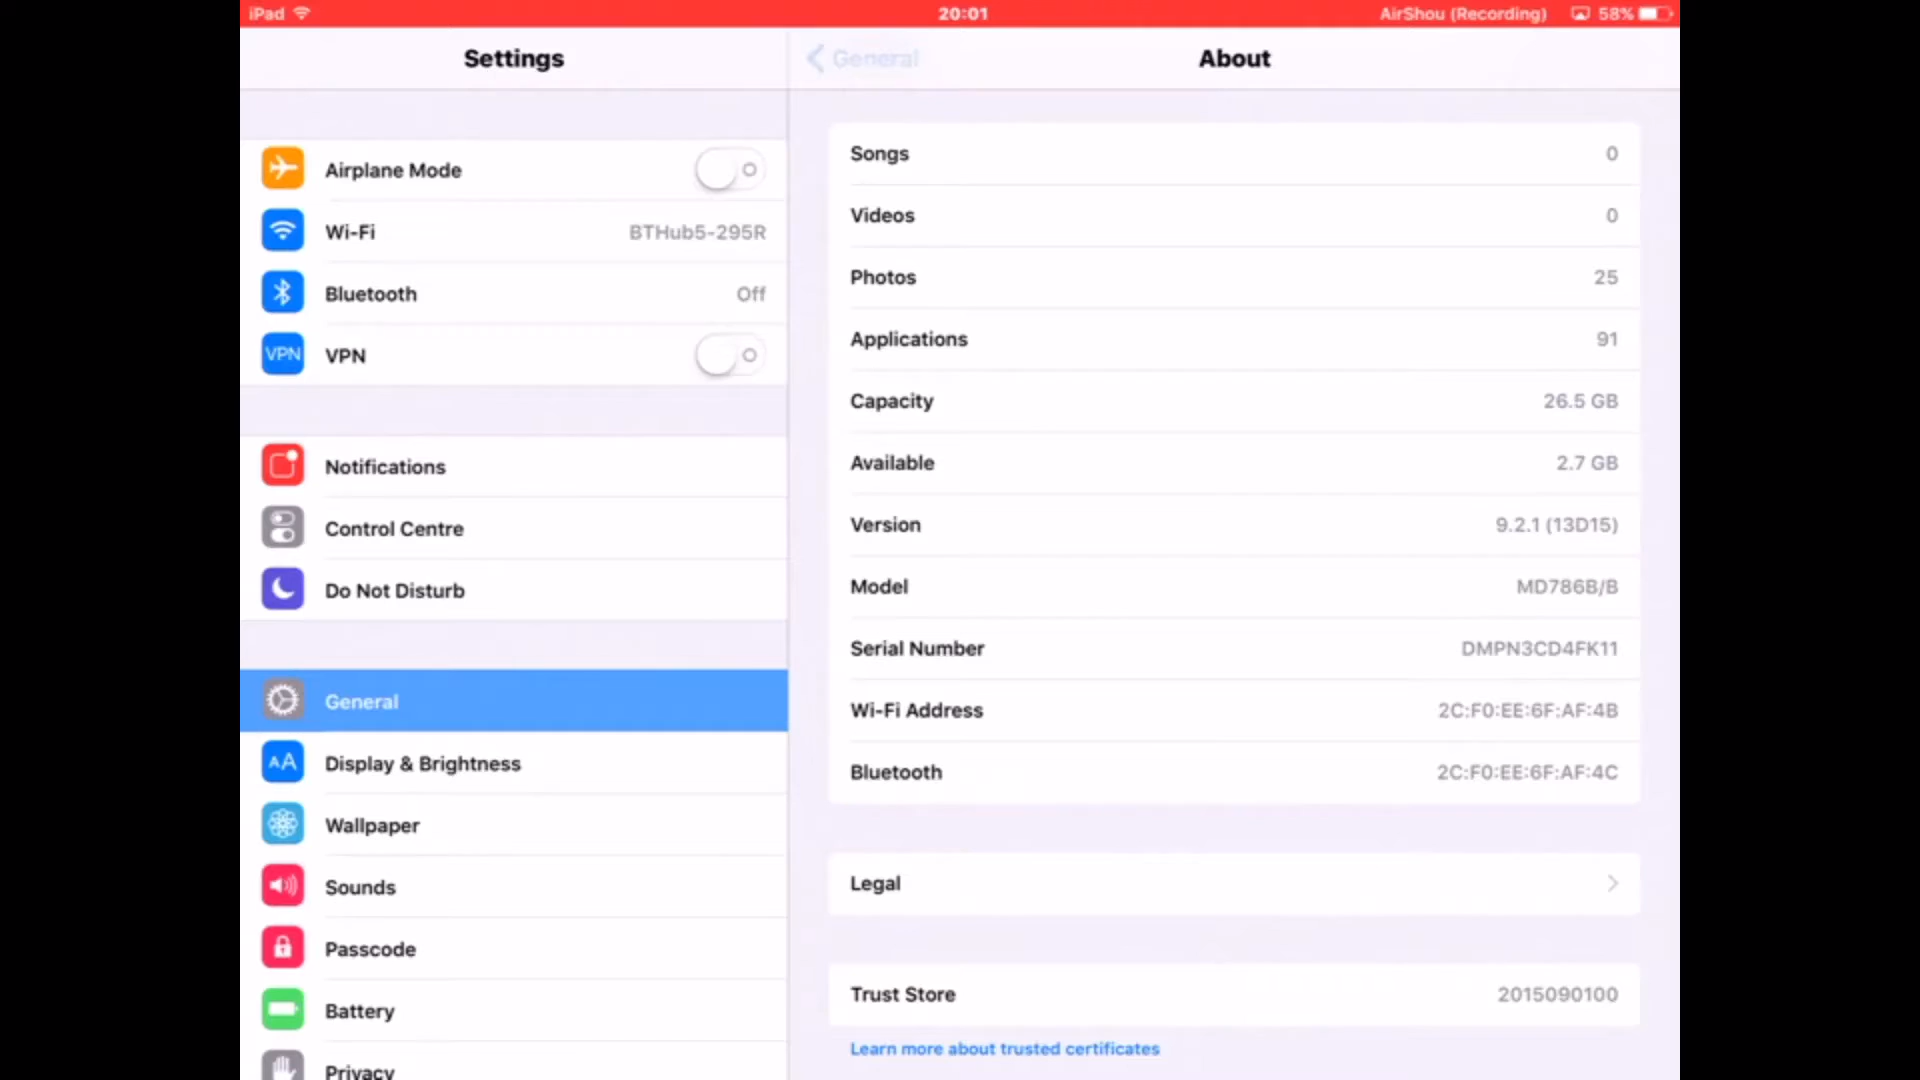 iPad 20:01 AirShou (Recording) 58%
Settings
General
About
Airplane Mode
Wi-Fi BTHub5-295R
Bluetooth Off
VPN VPN
Notifications
Control Centre
Do Not Disturb
General
AA Display & Brightness
Wallpaper
Sounds
Passcode
Battery
Privacy
Songs 0
Videos 0
Photos 25
Applications 91
Capacity 26.5 GB
Available 2.7 GB
Version 9.2.1 (13D15)
Model MD786B/B
Serial Number DMPN3CD4FK11
Wi-Fi Address 2C:F0:EE:6F:AF:4B
Bluetooth 2C:F0:EE:6F:AF:4C
Legal
Trust Store 2015090100
Learn more about trusted certificates